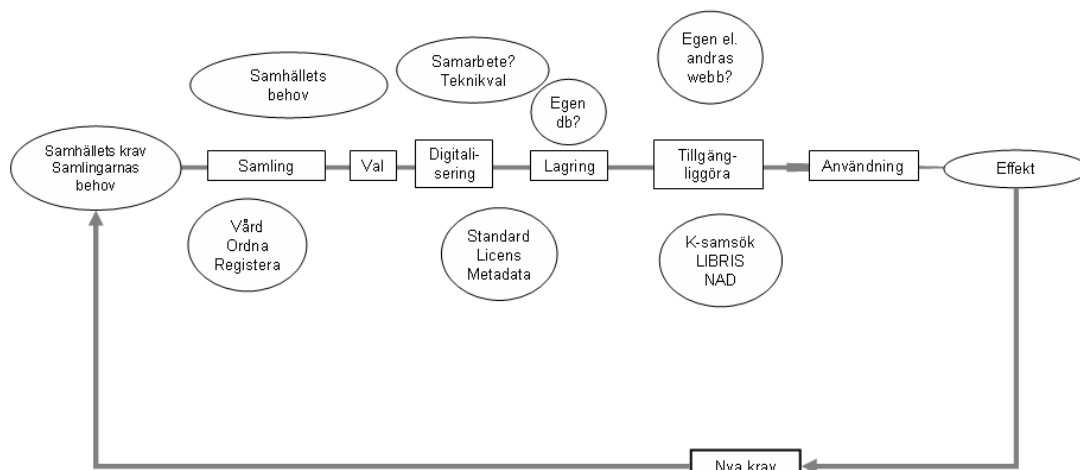 Samhällets
behov
Samarbete?
Teknikval
Egen
db?
Egen el.
andras
webb?
Samhällets krav
Samlingarnas
behov
Samling
Val
Digitali-
sering
Lagring
Tillgäng-
liggöra
Användning
Effekt
Vård
Ordna
Registera
Standard
Licens
Metadata
K-samsök
LIBRIS
NAD
Nya krav